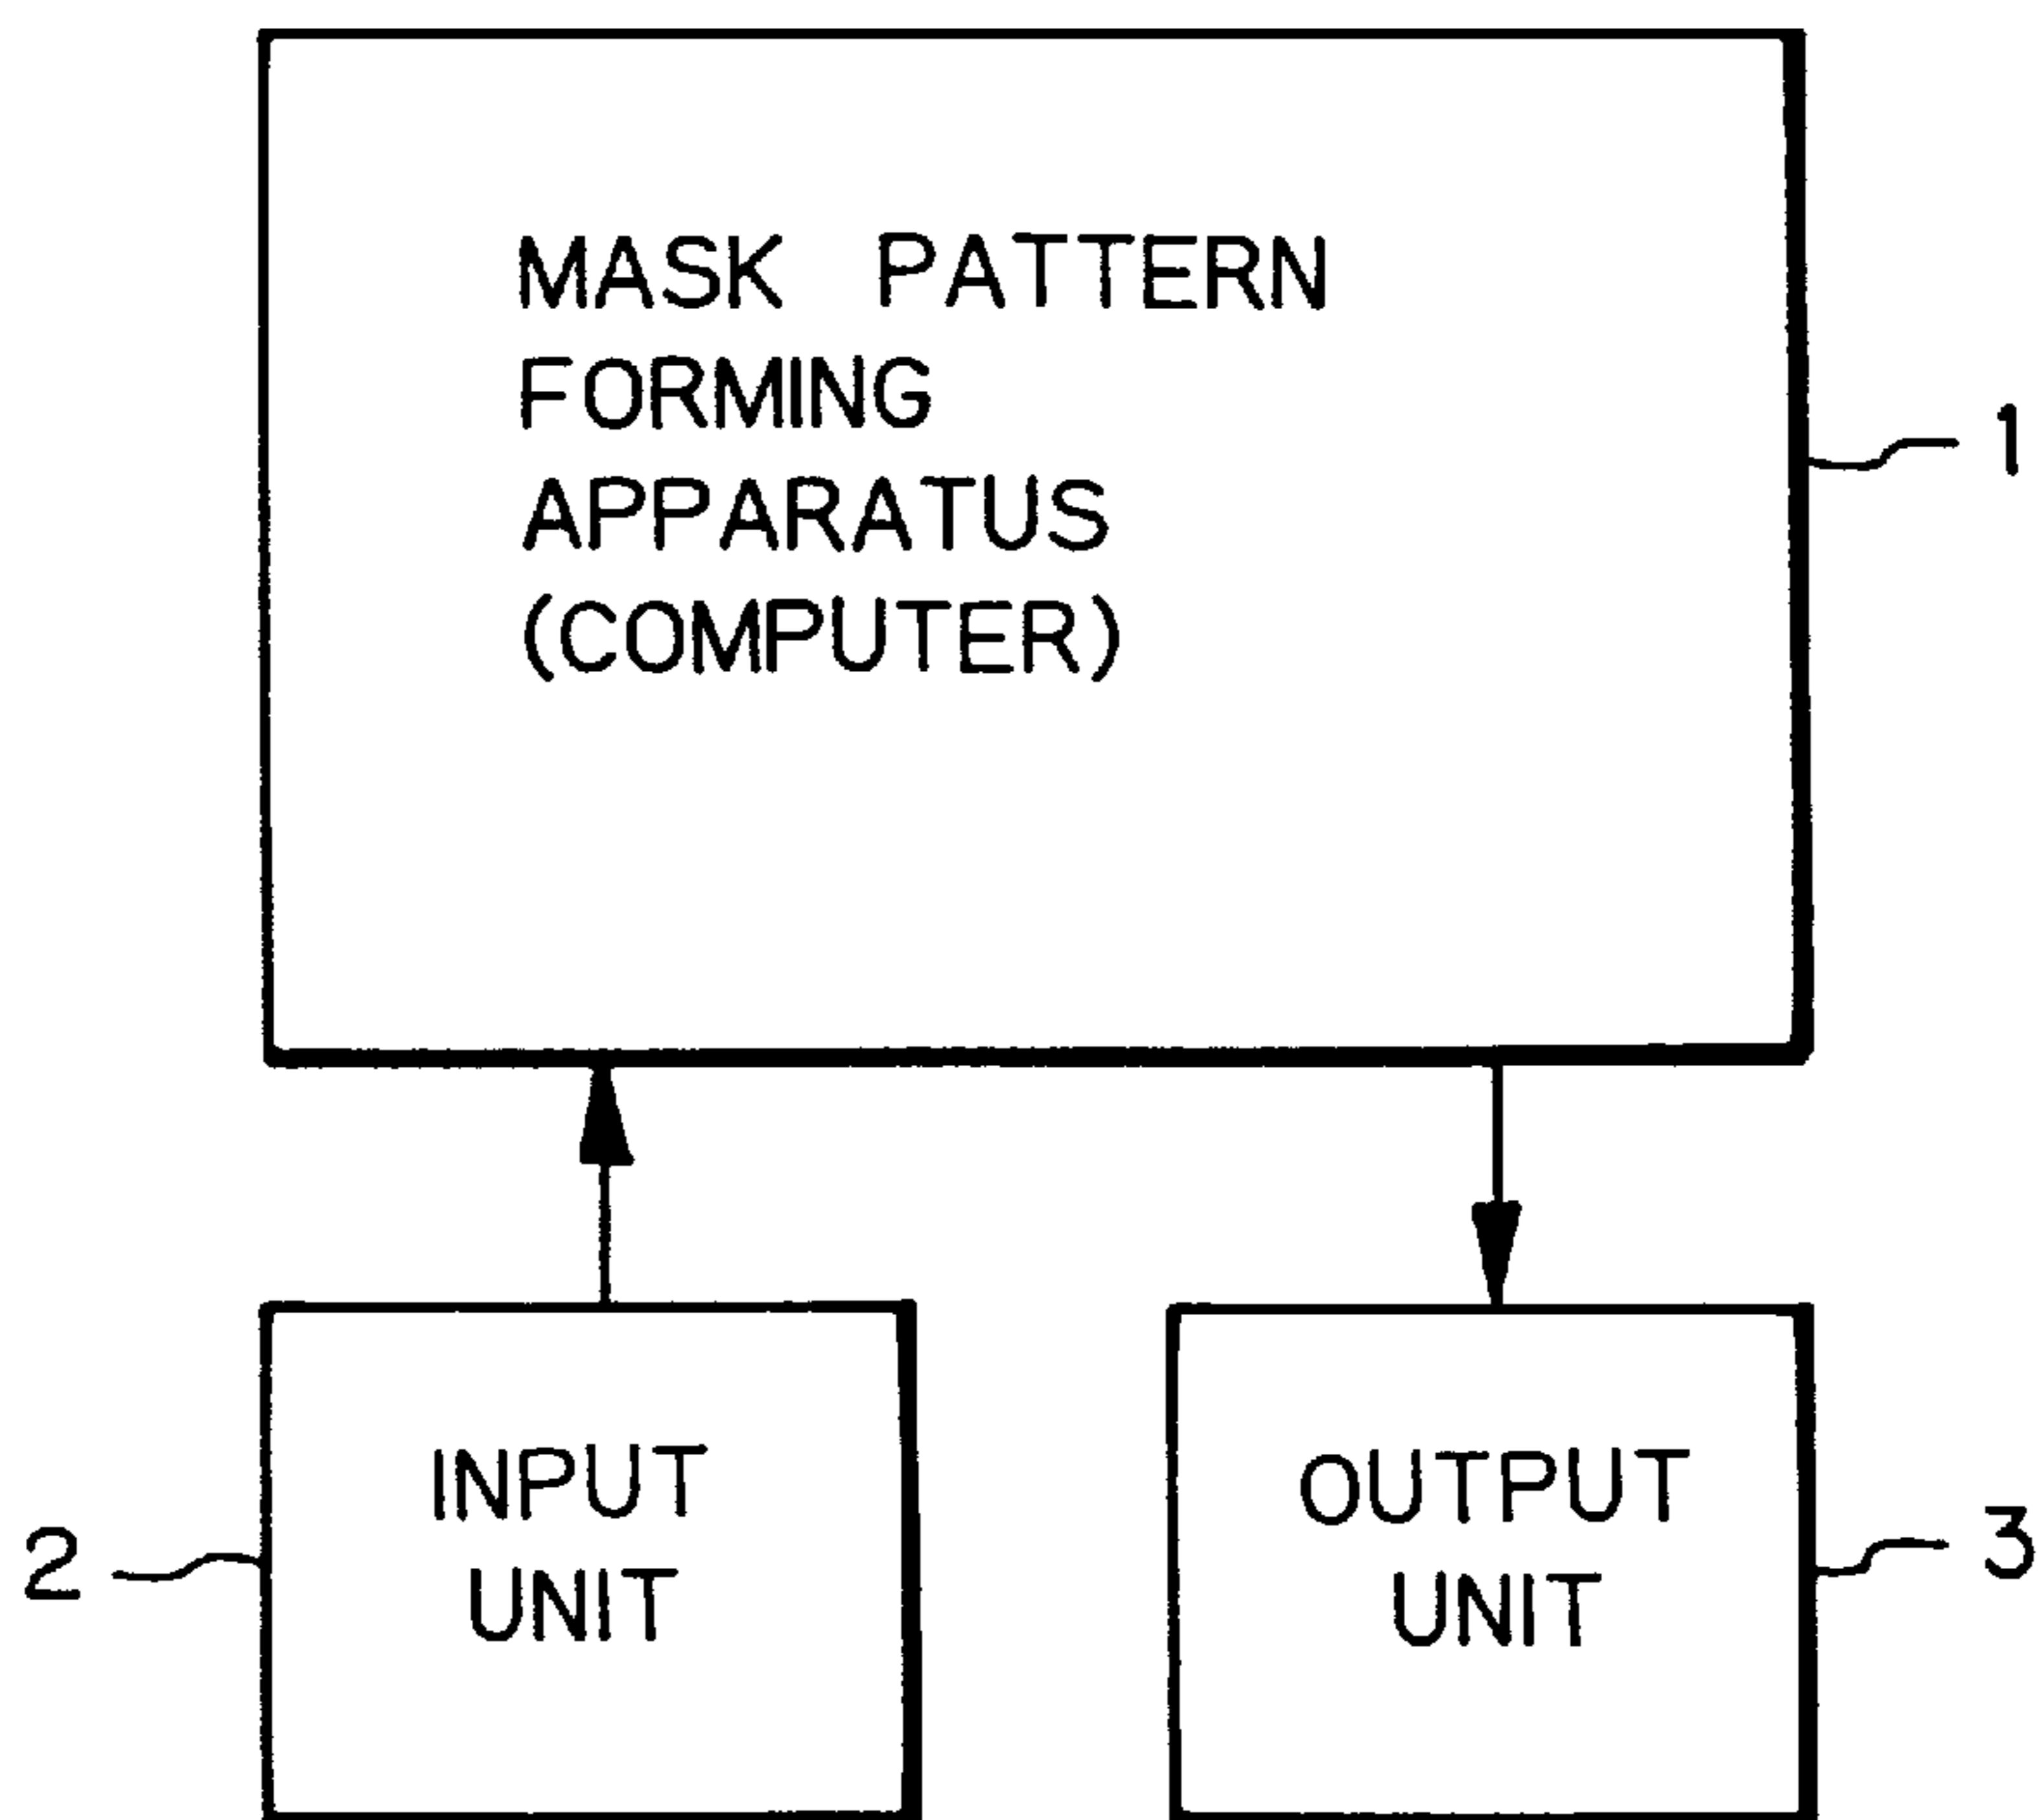 MASK PATTERN
FORMING
APPARATUS
(COMPUTER)
1
INPUT
UNIT
2
OUTPUT
UNIT
3